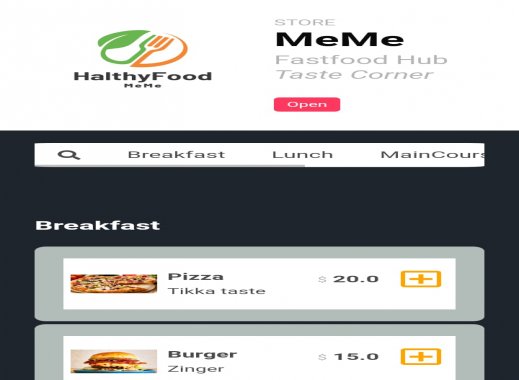 HalthyFood
MeMe
STORE
MeMe
Fastfood Hub
Taste Corner
Open
Breakfast Lunch MainCours
Breakfast
Pizza
Tikka taste
$ 20.0
Burger
Zinger
$ 15.0